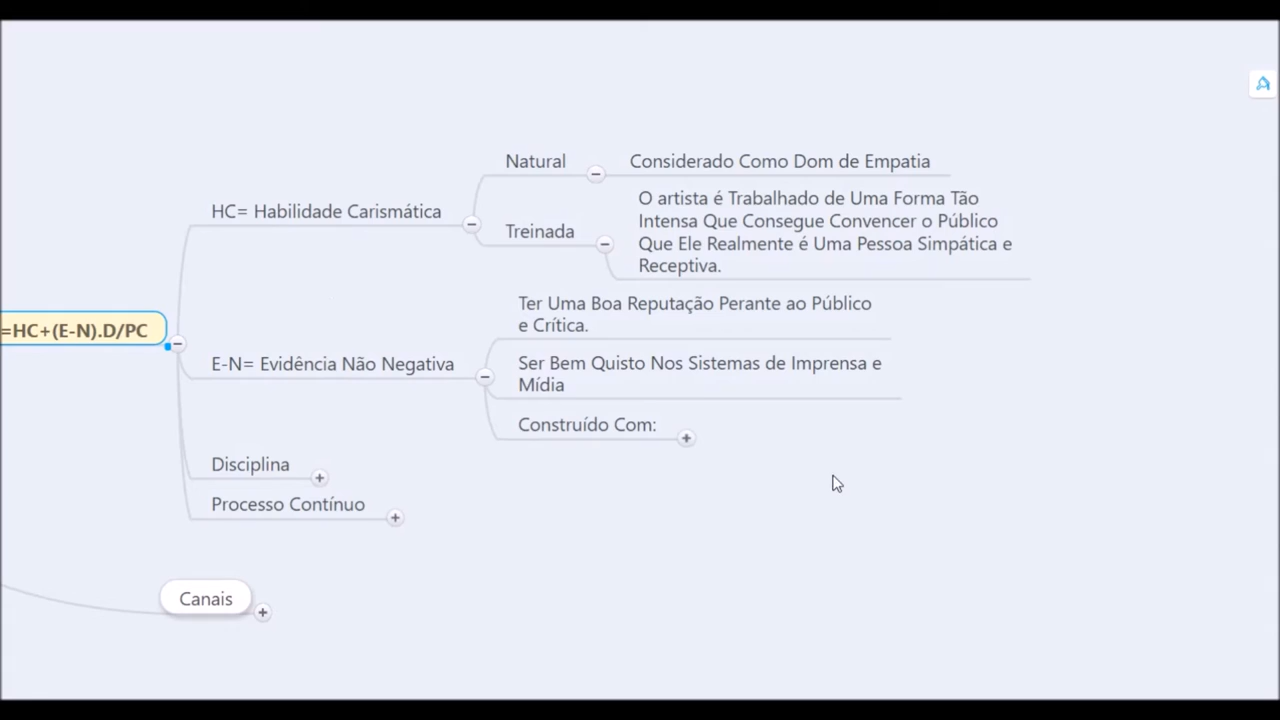 Natural
Considerado Como Dom de Empatia
O artista é Trabalhado de Uma Forma Tão
Intensa Que Consegue Convencer o Público
Que Ele Realmente é Uma Pessoa Simpática e
Receptiva.
HC= Habilidade Carismática
Treinada
Ter Uma Boa Reputação Perante ao Público
e Crítica.
=HC+(E-N).D/PC
E-N= Evidência Não Negativa
Ser Bem Quisto Nos Sistemas de Imprensa e
Mídia
Construído Com:
Disciplina
Processo Contínuo
Canais